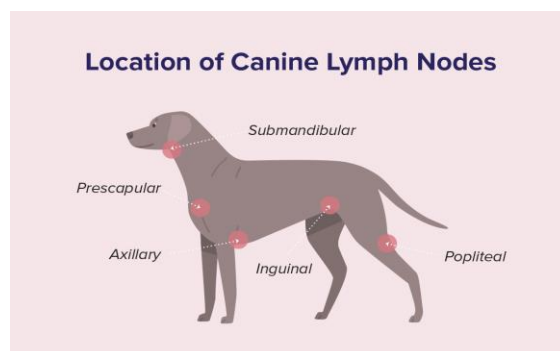 Location of Canine Lymph Nodes
Submandibular
Prescapular
Axillary
Inguinal
Popliteal